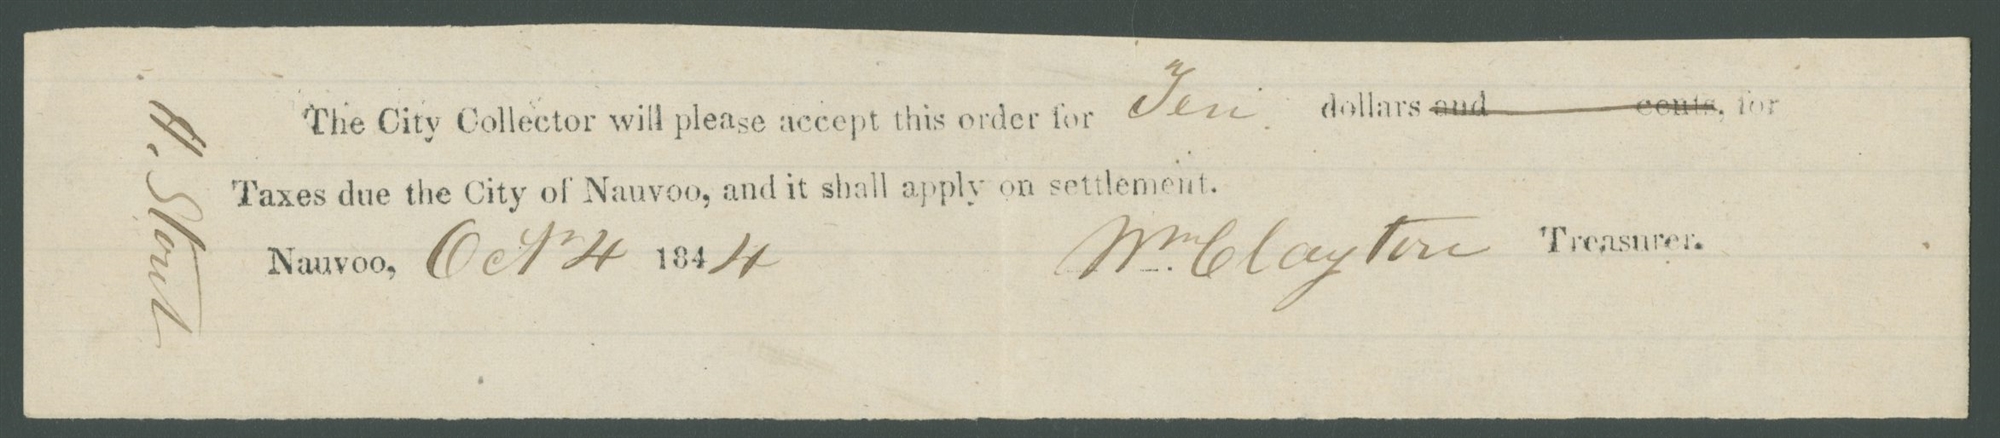 H. Stout
The City Collector will please accept this order for Ten dollars and cents, for
Taxes due the City of Nauvoo, and it shall apply on settlement.
Nauvoo, Oct 4 1844 Wm. Clayton Treasurer.